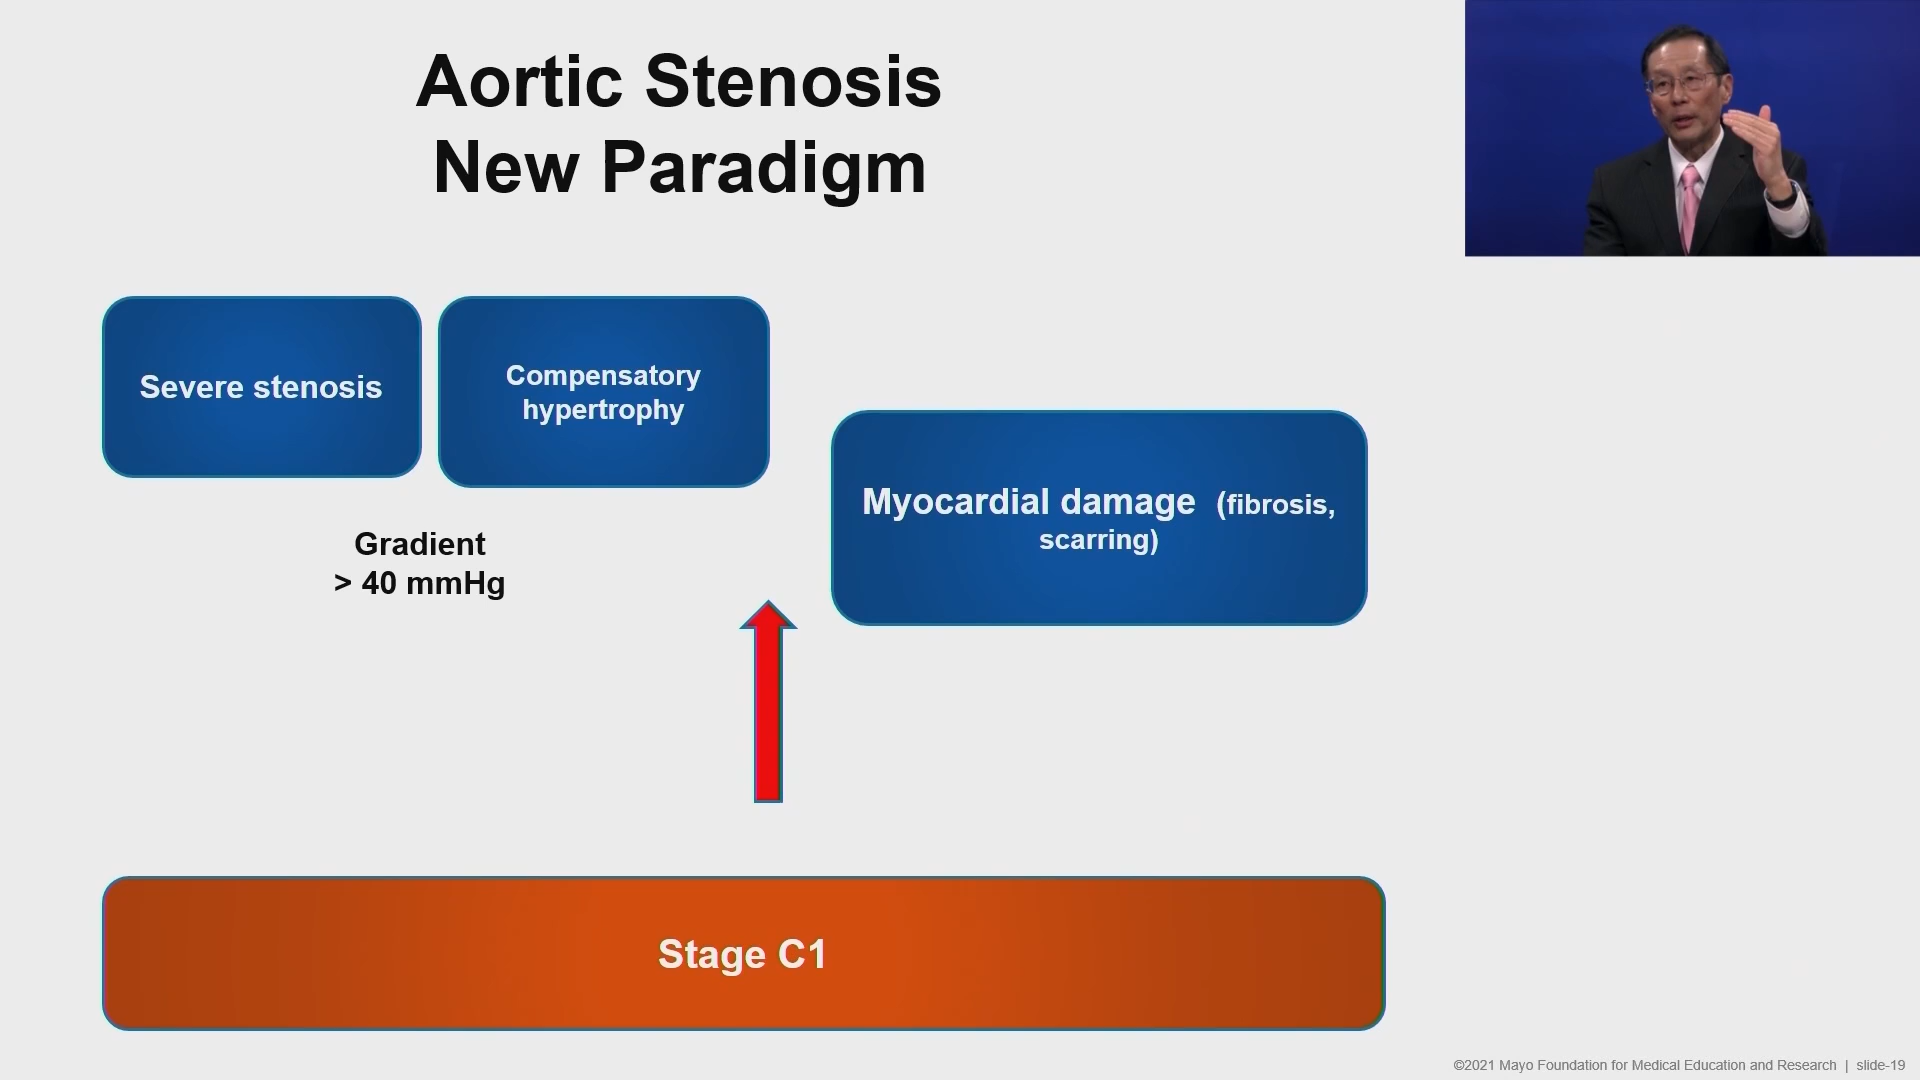 Aortic Stenosis
New Paradigm
Severe stenosis
Compensatory
hypertrophy
Myocardial damage (fibrosis,
scarring)
Gradient
> 40 mmHg
Stage C1
©2021 Mayo Foundation for Medical Education and Research | slide-19